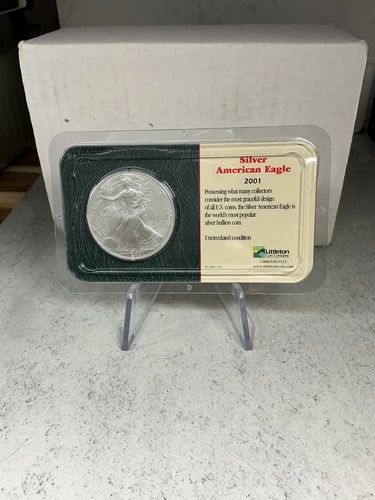 Silver
American Eagle
2001
Possessing what many collectors
consider the most graceful design
of all U.S. coins, the Silver American Eagle is
the world's most popular
silver bullion coin.
Uncirculated condition
Littleton
Coin Company